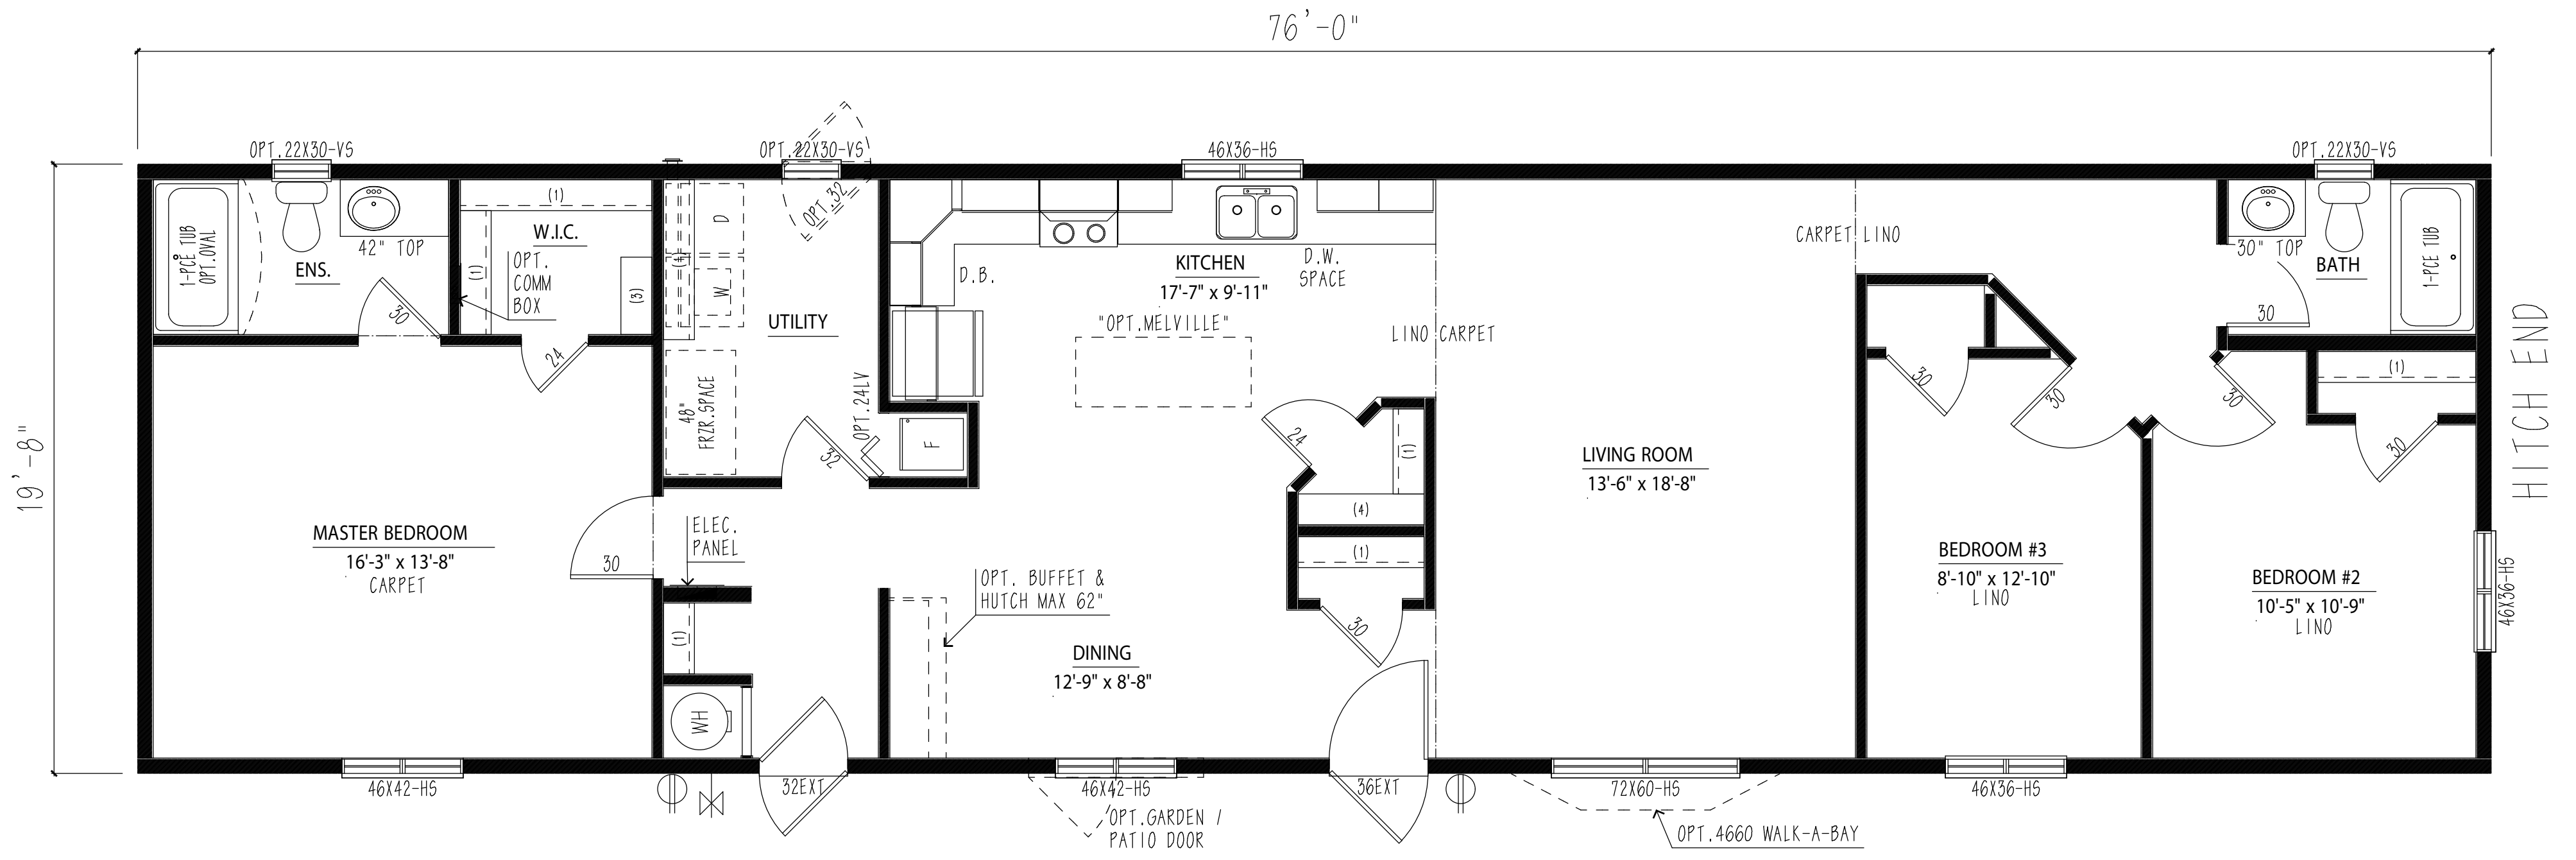 76'-0"
OPT.22X30-VS
OPT.22X30-VS
46X36-HS
OPT.22X30-VS
OPT.32
1-PCE TUB
OPT.OVAL
ENS.
42" TOP
(1)
W.I.C.
(1)
OPT.
COMM
BOX
(3)
30
24
D
(1)
W
UTILITY
48"
FRZR.SPACE
OPT.24LV
32
F
D.B.
KITCHEN
17'-7" x 9'-11"
"OPT.MELVILLE"
D.W.
SPACE
LINO CARPET
CARPET LINO
30" TOP
BATH
1-PCE TUB
30
HITCH END
19'-8"
MASTER BEDROOM
16'-3" x 13'-8"
CARPET
30
ELEC.
PANEL
(1)
WH
OPT. BUFFET &
HUTCH MAX 62"
DINING
12'-9" x 8'-8"
24
(1)
(4)
(1)
30
LIVING ROOM
13'-6" x 18'-8"
30
30
30
(1)
30
BEDROOM #3
8'-10" x 12'-10"
LINO
BEDROOM #2
10'-5" x 10'-9"
LINO
46X36-HS
46X42-HS
32EXT
46X42-HS
OPT.GARDEN /
PATIO DOOR
36EXT
72X60-HS
OPT.4660 WALK-A-BAY
46X36-HS